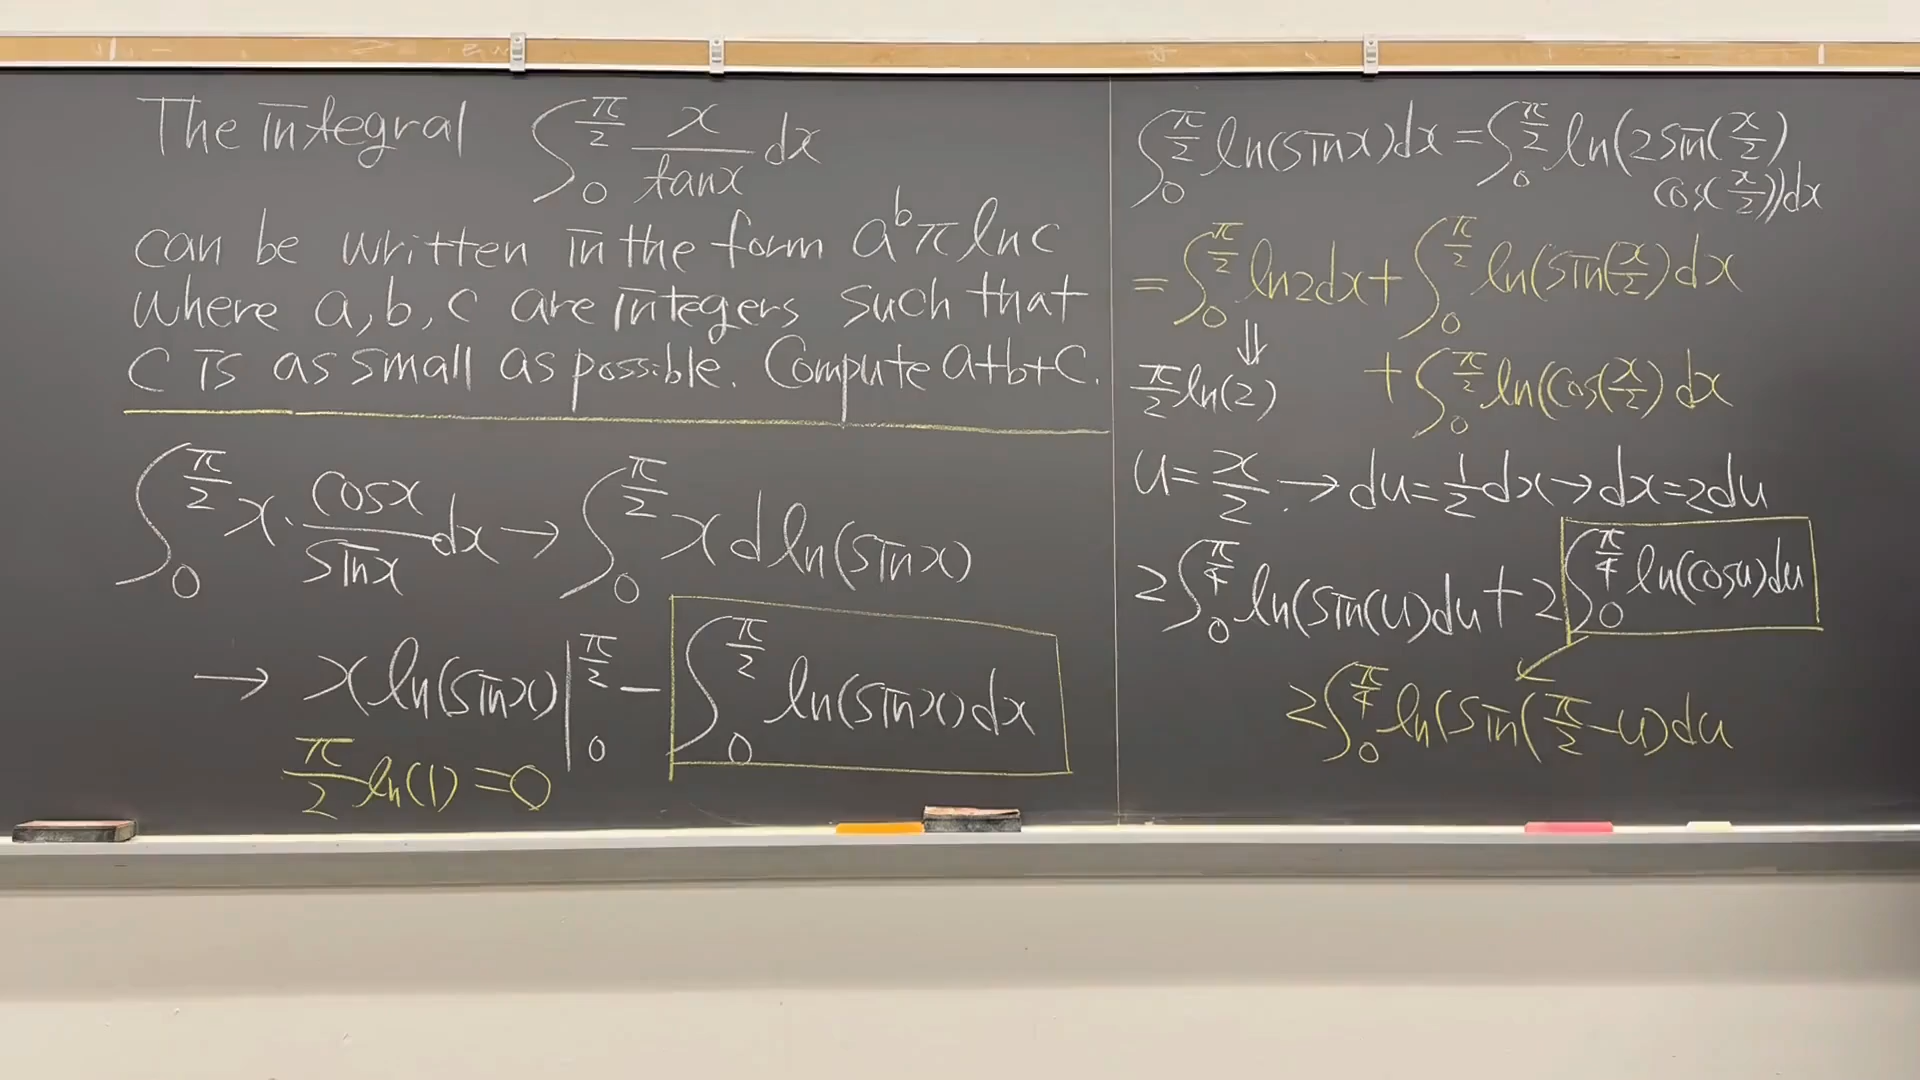 The integral ∫₀^{π/2} x/tanx dx
can be written in the form a^b π ln c
where a, b, c are integers such that
c is as small as possible. Compute a+b+c.
∫₀^{π/2} x · cosx/sinx dx → ∫₀^{π/2} x d ln(sinx)
→ x ln(sinx) |₀^{π/2} − ∫₀^{π/2} ln(sinx) dx
π/2 ln(1) = 0
∫₀^{π/2} ln(sinx) dx = ∫₀^{π/2} ln(2 sin(x/2)
cos(x/2)) dx
= ∫₀^{π/2} ln2 dx + ∫₀^{π/2} ln(sin(x/2) dx
⇓
π/2 ln(2) + ∫₀^{π/2} ln(cos(x/2) dx
u = x/2 → du = 1/2 dx → dx = 2du
2∫₀^{π/4} ln(sin(u) du + 2∫₀^{π/4} ln(cosu) du
2∫₀^{π/4} ln(sin(π/2 − u) du